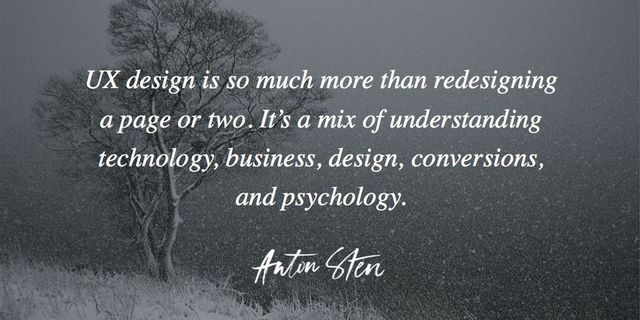 UX design is so much more than redesigning
a page or two. It's a mix of understanding
technology, business, design, conversions,
and psychology.
Anton Sten